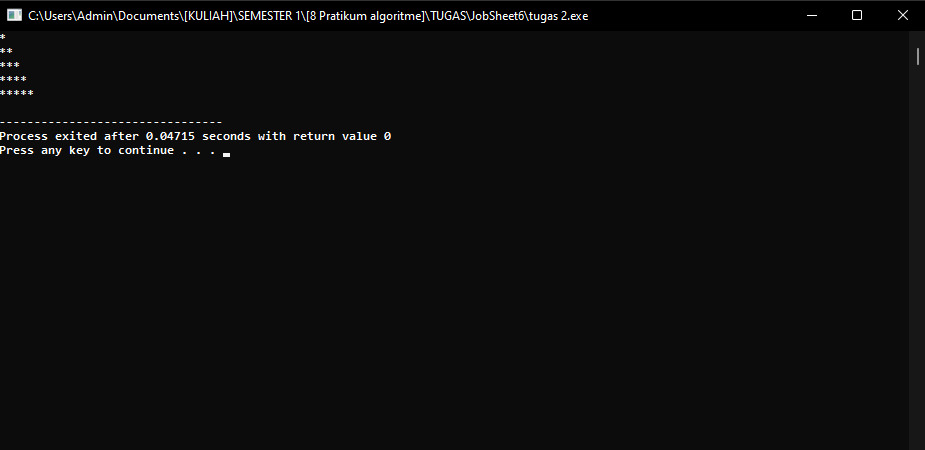 C:\Users\Admin\Documents\[KULIAH]\SEMESTER 1\[8 Pratikum algoritme]\TUGAS\JobSheet6\tugas 2.exe
*
**
***
****
*****
--------------------------------
Process exited after 0.04715 seconds with return value 0
Press any key to continue . . .